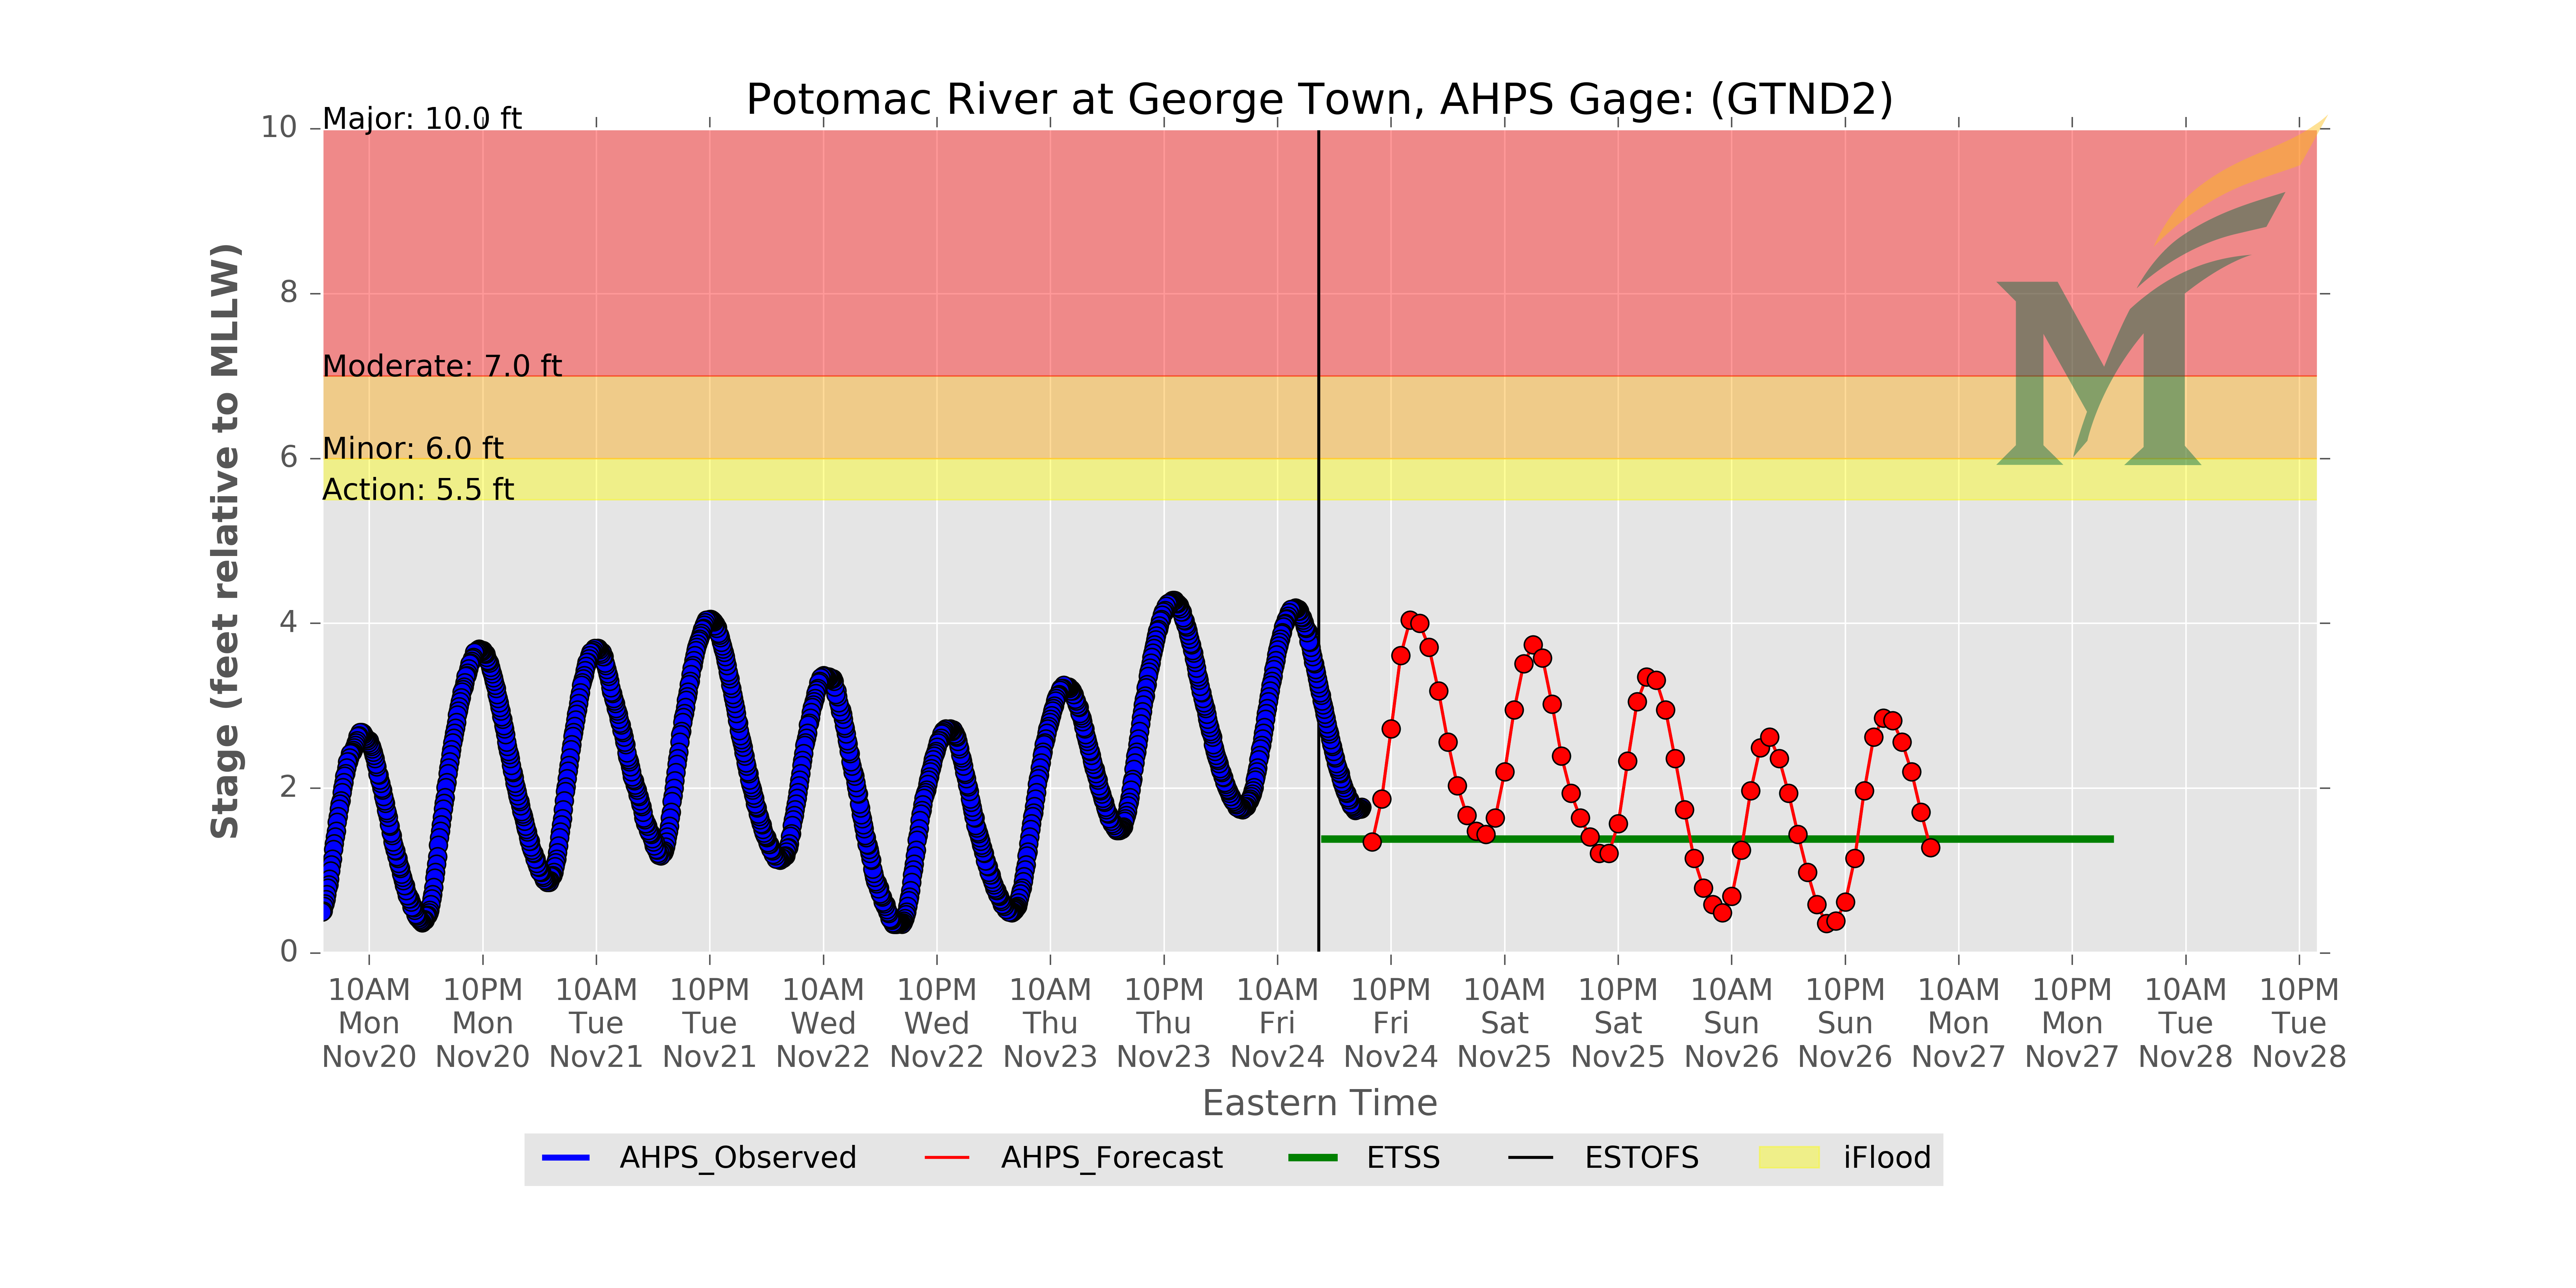 Potomac River at George Town, AHPS Gage: (GTND2)
Stage (feet relative to MLLW)
10
8
6
4
2
0
Major: 10.0 ft
Moderate: 7.0 ft
Minor: 6.0 ft
Action: 5.5 ft
10AM 10PM 10AM 10PM 10AM 10PM 10AM 10PM 10AM 10PM 10AM 10PM 10AM 10PM 10AM 10PM 10AM 10PM
Mon Mon Tue Tue Wed Wed Thu Thu Fri Fri Sat Sat Sun Sun Mon Mon Tue Tue
Nov20 Nov20 Nov21 Nov21 Nov22 Nov22 Nov23 Nov23 Nov24 Nov24 Nov25 Nov25 Nov26 Nov26 Nov27 Nov27 Nov28 Nov28
Eastern Time
AHPS_Observed AHPS_Forecast ETSS ESTOFS iFlood